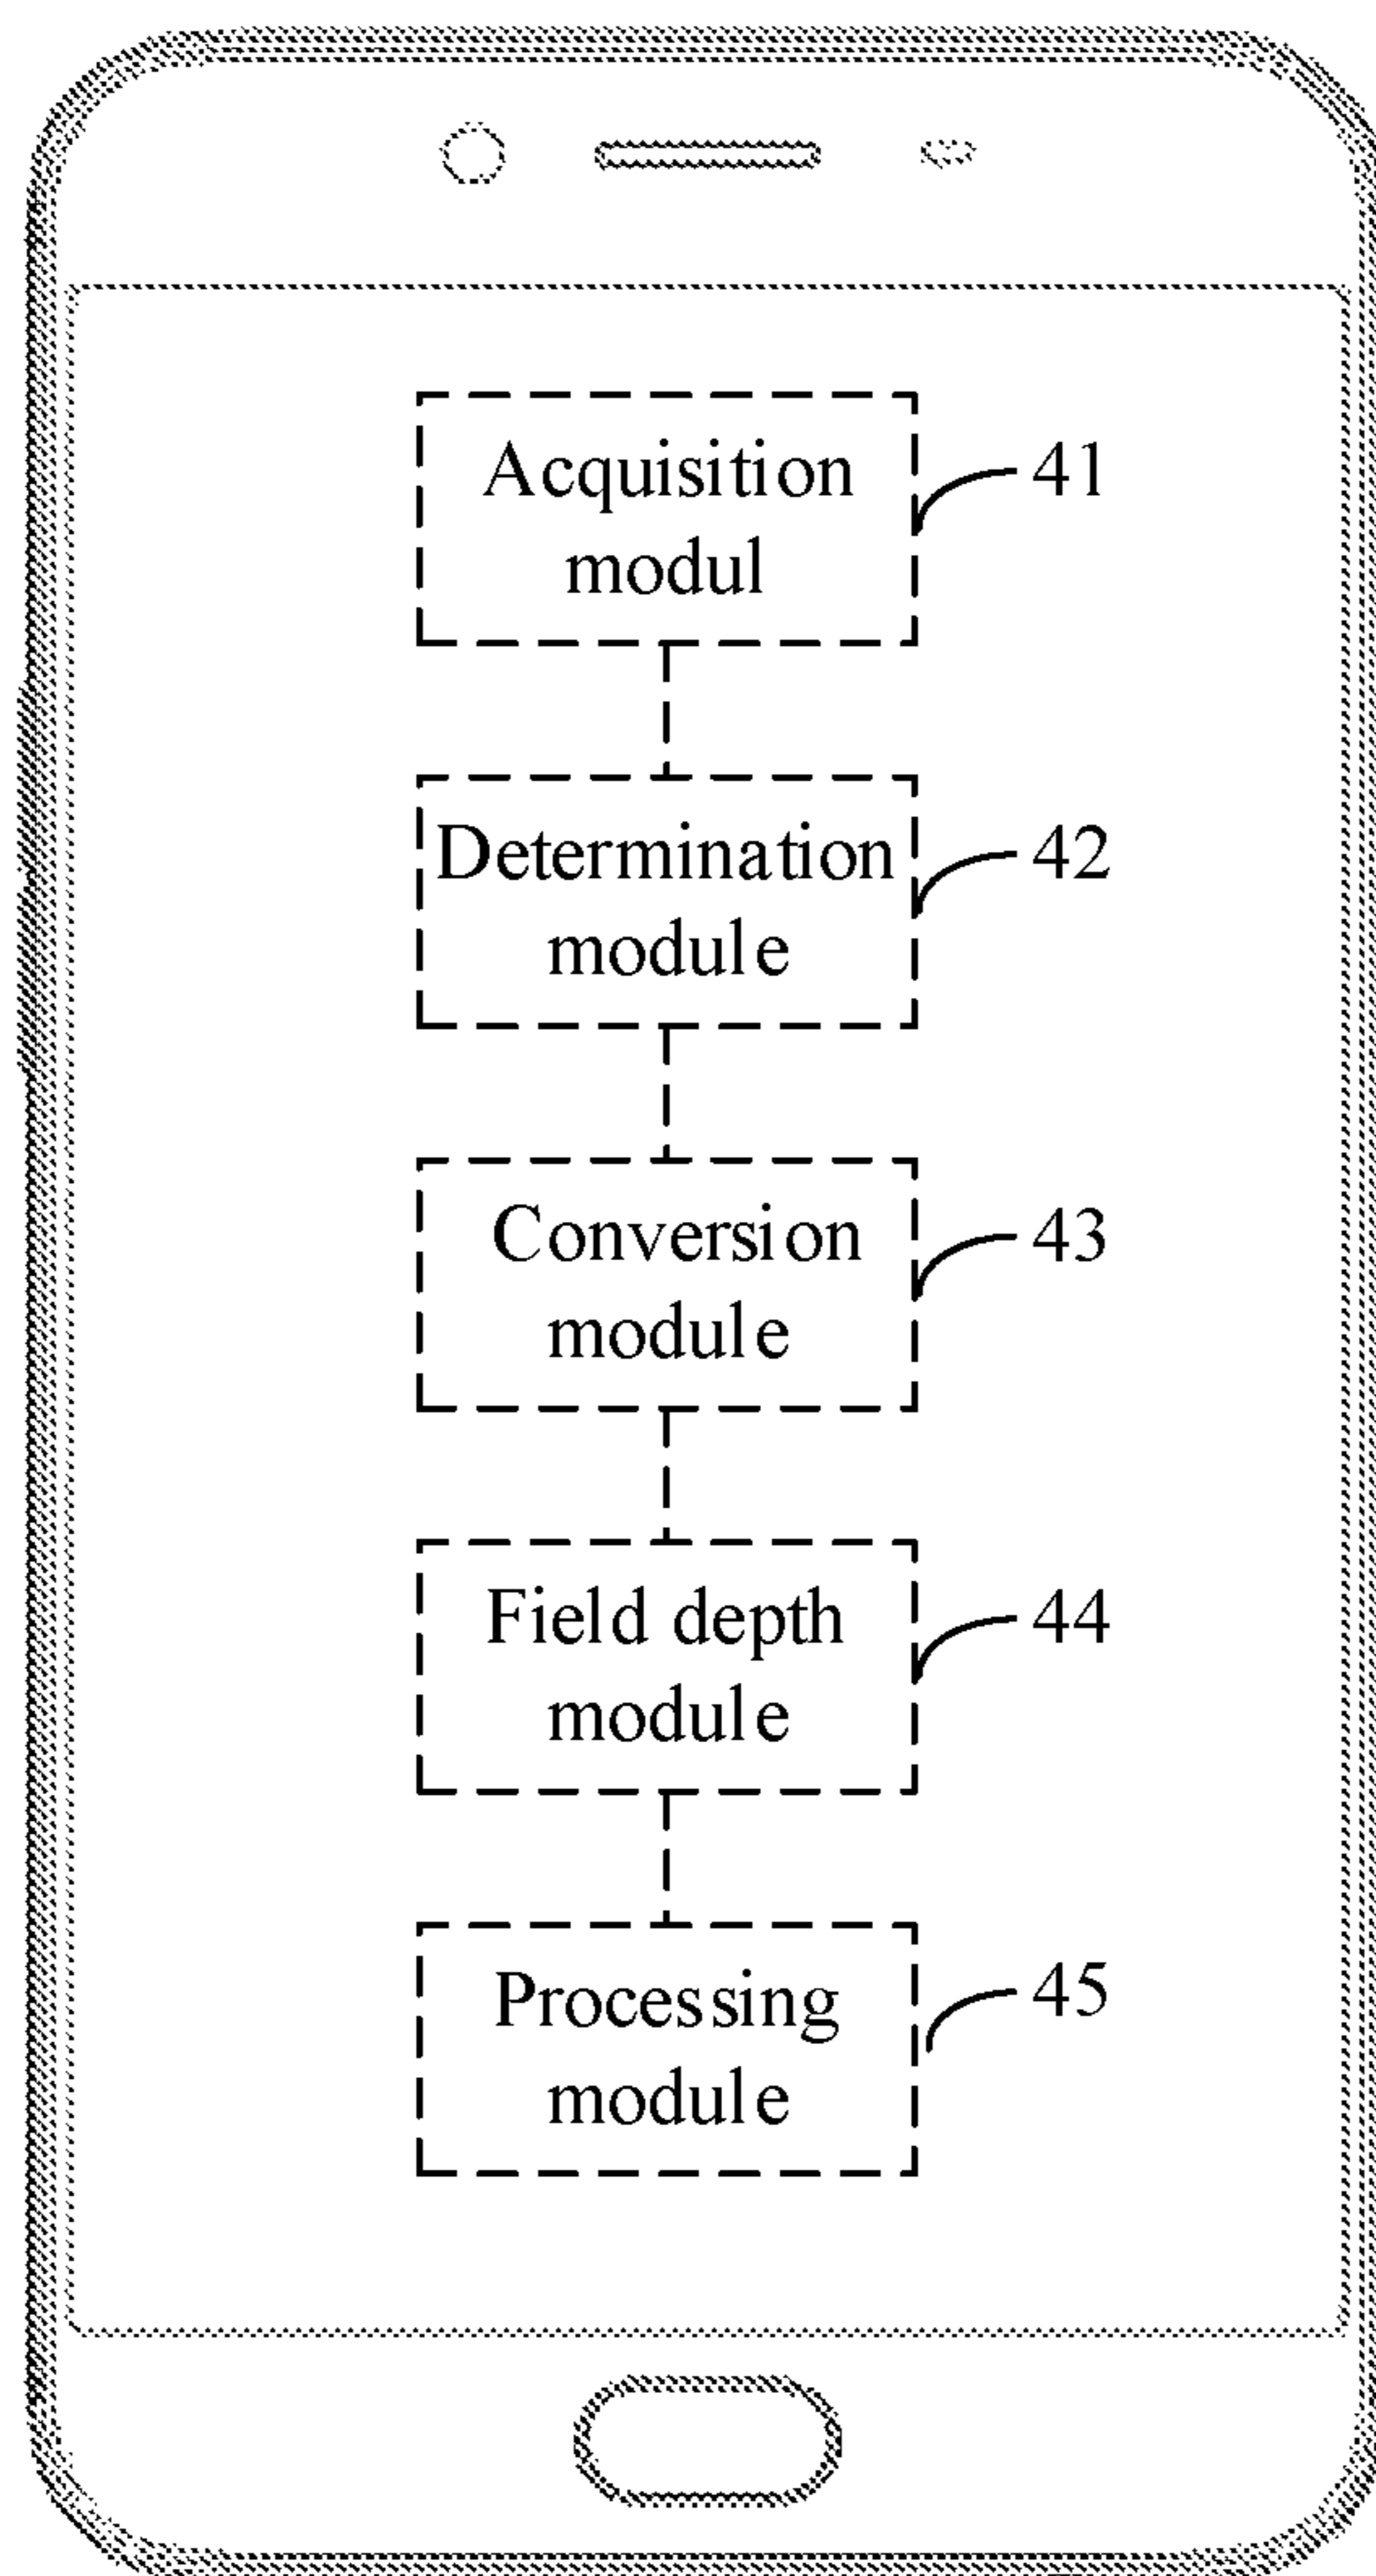 Acquisition
modul
41
Determination
module
42
Conversion
module
43
Field depth
module
44
Processing
module
45